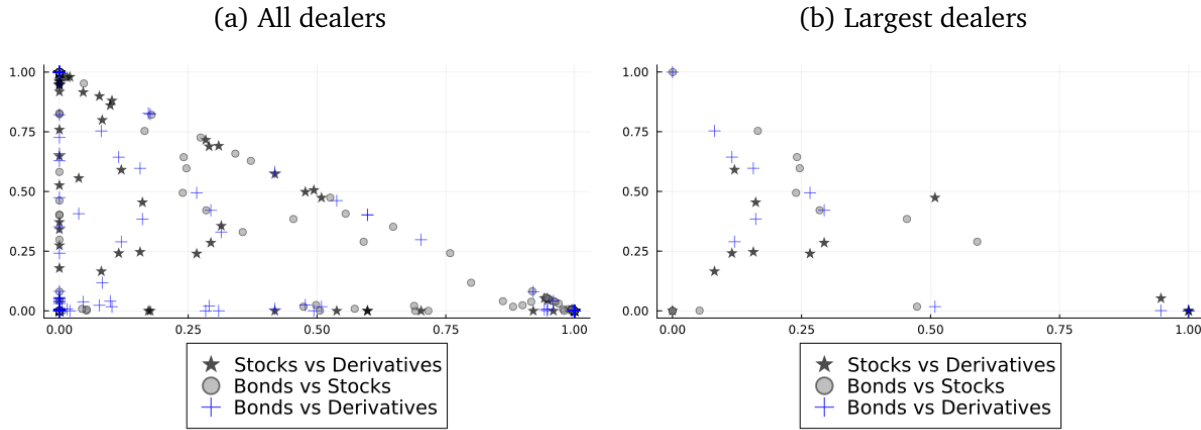 (a) All dealers
(b) Largest dealers
1.00
0.75
0.50
0.25
0.00
0.00 0.25 0.50 0.75 1.00
Stocks vs Derivatives
Bonds vs Stocks
Bonds vs Derivatives
1.00
0.75
0.50
0.25
0.00
0.00 0.25 0.50 0.75 1.00
Stocks vs Derivatives
Bonds vs Stocks
Bonds vs Derivatives